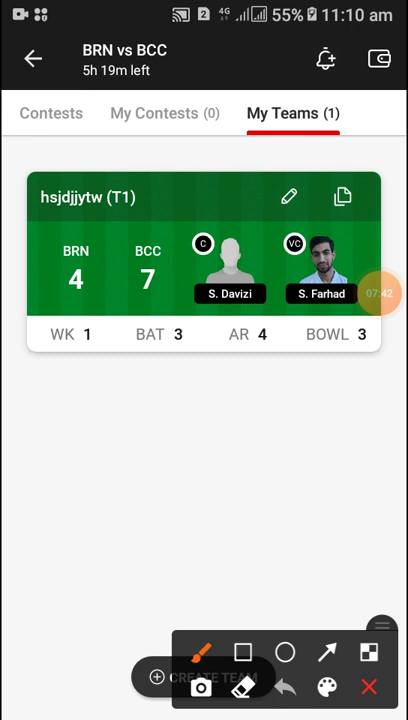 2 4G 55% 11:10 am
BRN vs BCC
5h 19m left
Contests My Contests (0) My Teams (1)
hsjdjjytw (T1)
BRN BCC C VC
4 7
S. Davizi S. Farhad 07:42
WK 1 BAT 3 AR 4 BOWL 3
CREATE TEAM